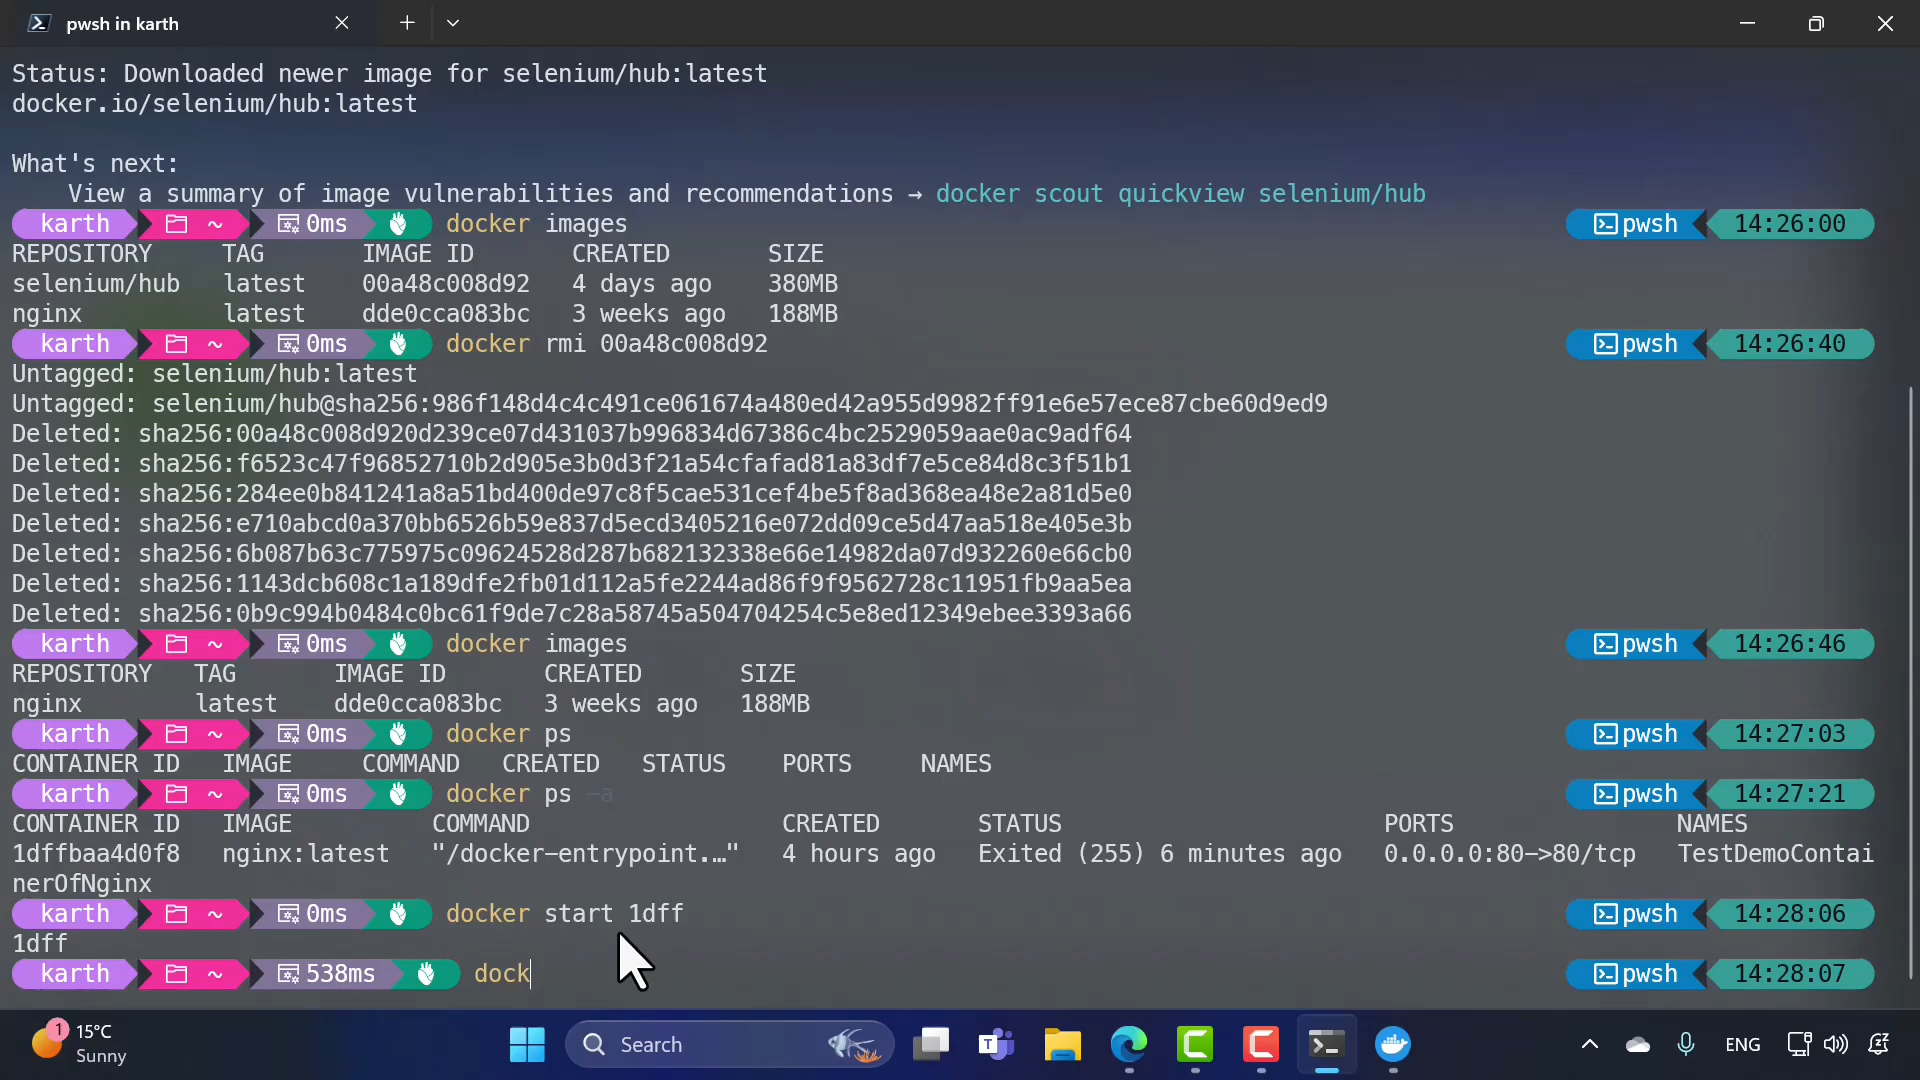 pwsh in karth
Status: Downloaded newer image for selenium/hub:latest
docker.io/selenium/hub:latest
What's next:
View a summary of image vulnerabilities and recommendations → docker scout quickview selenium/hub
karth ~ 0ms docker images pwsh 14:26:00
REPOSITORY TAG IMAGE ID CREATED SIZE
selenium/hub latest 00a48c008d92 4 days ago 380MB
nginx latest dde0cca083bc 3 weeks ago 188MB
karth ~ 0ms docker rmi 00a48c008d92 pwsh 14:26:40
Untagged: selenium/hub:latest
Untagged: selenium/hub@sha256:986f148d4c4c491ce061674a480ed42a955d9982ff91e6e57ece87cbe60d9ed9
Deleted: sha256:00a48c008d920d239ce07d431037b996834d67386c4bc2529059aae0ac9adf64
Deleted: sha256:f6523c47f96852710b2d905e3b0d3f21a54cfafad81a83df7e5ce84d8c3f51b1
Deleted: sha256:284ee0b841241a8a51bd400de97c8f5cae531cef4be5f8ad368ea48e2a81d5e0
Deleted: sha256:e710abcd0a370bb6526b59e837d5ecd3405216e072dd09ce5d47aa518e405e3b
Deleted: sha256:6b087b63c775975c09624528d287b682132338e66e14982da07d932260e66cb0
Deleted: sha256:1143dcb608c1a189dfe2fb01d112a5fe2244ad86f9f9562728c11951fb9aa5ea
Deleted: sha256:0b9c994b0484c0bc61f9de7c28a58745a504704254c5e8ed12349ebee3393a66
karth ~ 0ms docker images pwsh 14:26:46
REPOSITORY TAG IMAGE ID CREATED SIZE
nginx latest dde0cca083bc 3 weeks ago 188MB
karth ~ 0ms docker ps pwsh 14:27:03
CONTAINER ID IMAGE COMMAND CREATED STATUS PORTS NAMES
karth ~ 0ms docker ps -a pwsh 14:27:21
CONTAINER ID IMAGE COMMAND CREATED STATUS PORTS NAMES
1dffbaa4d0f8 nginx:latest "/docker-entrypoint.…" 4 hours ago Exited (255) 6 minutes ago 0.0.0.0:80->80/tcp TestDemoContai
nerOfNginx
karth ~ 0ms docker start 1dff pwsh 14:28:06
1dff
karth ~ 538ms dock pwsh 14:28:07
1 15°C
Sunny
Search
ENG